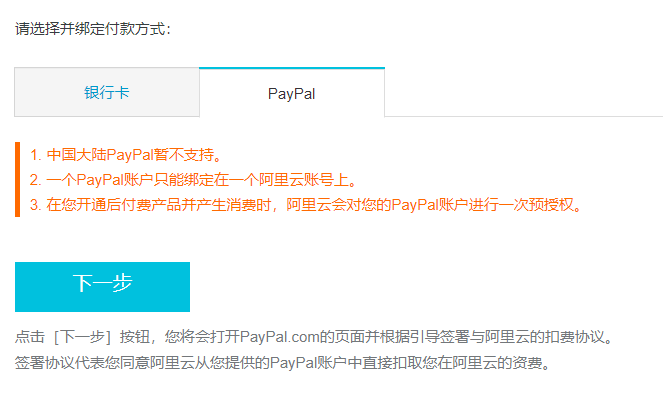 请选择并绑定付款方式：
银行卡
PayPal
1. 中国大陆PayPal暂不支持。
2. 一个PayPal账户只能绑定在一个阿里云账号上。
3. 在您开通后付费产品并产生消费时，阿里云会对您的PayPal账户进行一次预授权。
下一步
点击［下一步］按钮，您将会打开PayPal.com的页面并根据引导签署与阿里云的扣费协议。
签署协议代表您同意阿里云从您提供的PayPal账户中直接扣取您在阿里云的资费。